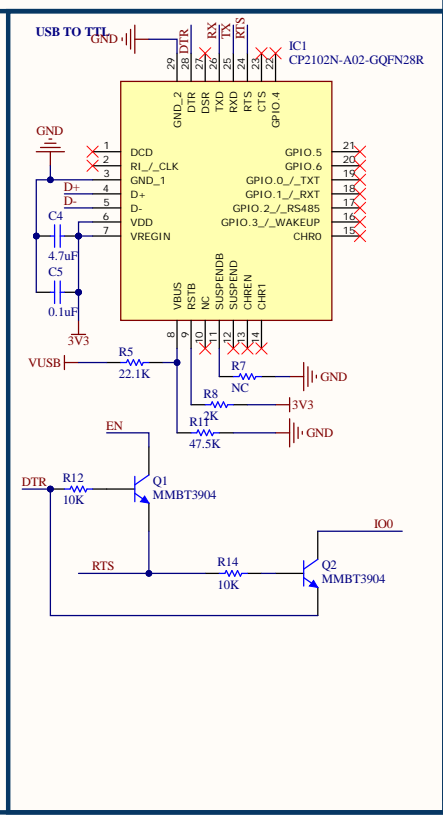 USB TO TTL
GND
DTR
RX
TX
RTS
IC1
CP2102N-A02-GQFN28R
29
28
27
26
25
24
23
22
GND_2
DTR
DSR
TXD
RXD
RTS
CTS
GPIO.4
GND
1 DCD
2 RI_/_CLK
3 GND_1
D+ 4 D+
D- 5 D-
6 VDD
7 VREGIN
GPIO.5 21
GPIO.6 20
GPIO.0_/_TXT 19
GPIO.1_/_RXT 18
GPIO.2_/_RS485 17
GPIO.3_/_WAKEUP 16
CHR0 15
C4
4.7uF
C5
0.1uF
3V3
VBUS
RSTB
NC
SUSPENDB
SUSPEND
CHREN
CHR1
8
9
10
11
12
13
14
VUSB
R5
22.1K
R7
NC
GND
R8
2K
3V3
R11
47.5K
GND
EN
DTR
R12
10K
Q1
MMBT3904
IO0
RTS
R14
10K
Q2
MMBT3904